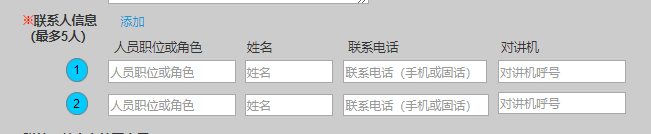 ※联系人信息 添加
(最多5人)
人员职位或角色 姓名 联系电话 对讲机
1 人员职位或角色 姓名 联系电话（手机或固话） 对讲机呼号
2 人员职位或角色 姓名 联系电话（手机或固话） 对讲机呼号